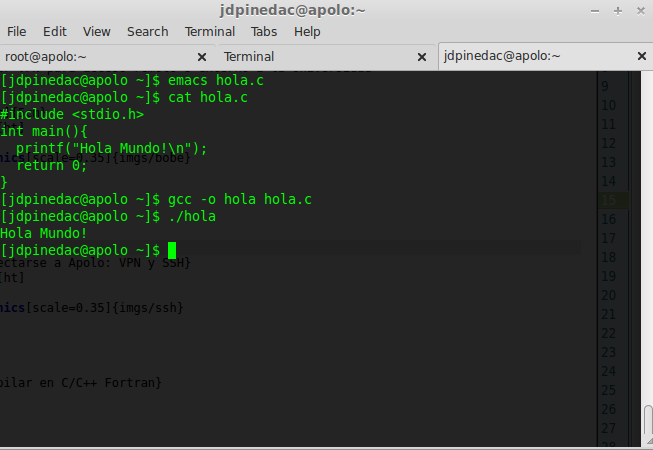 jdpinedac@apolo:~
File Edit View Search Terminal Tabs Help
root@apolo:~ × Terminal × jdpinedac@apolo:~ ×
[jdpinedac@apolo ~]$ emacs hola.c
[jdpinedac@apolo ~]$ cat hola.c
#include <stdio.h>
int main(){
  printf("Hola Mundo!\n");
  return 0;
}
[jdpinedac@apolo ~]$ gcc -o hola hola.c
[jdpinedac@apolo ~]$ ./hola
Hola Mundo!
[jdpinedac@apolo ~]$
nics[scale=0.35]{imgs/bobe}
ectarse a Apolo: VPN y SSH}
[ht]
nics[scale=0.35]{imgs/ssh}
pilar en C/C++ Fortran}
9
10
11
12
13
14
15
16
17
18
19
20
21
22
23
24
25
26
27
28